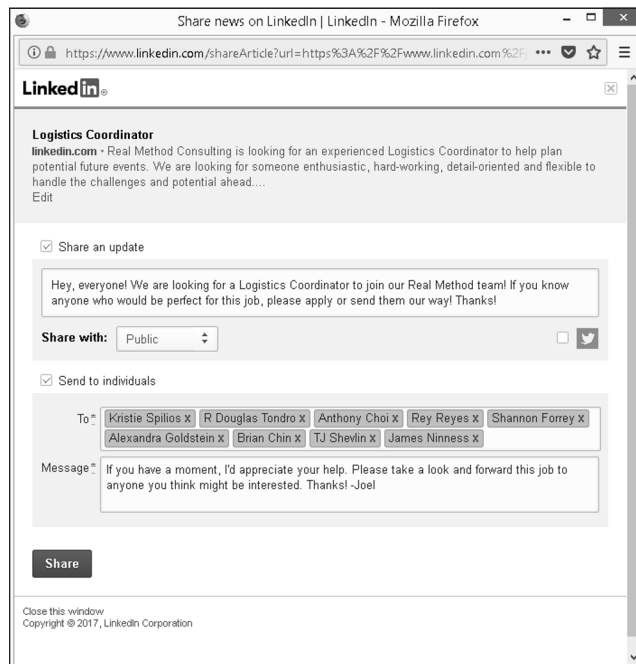 Share news on LinkedIn | LinkedIn - Mozilla Firefox
https://www.linkedin.com/shareArticle?url=https%3A%2F%2Fwww.linkedin.com%2F
Linked in ®
Logistics Coordinator
linkedin.com • Real Method Consulting is looking for an experienced Logistics Coordinator to help plan
potential future events. We are looking for someone enthusiastic, hard-working, detail-oriented and flexible to
handle the challenges and potential ahead....
Edit
Share an update
Hey, everyone! We are looking for a Logistics Coordinator to join our Real Method team! If you know
anyone who would be perfect for this job, please apply or send them our way! Thanks!
Share with: Public
Send to individuals
To * Kristie Spilios x R Douglas Tondro x Anthony Choi x Rey Reyes x Shannon Forrey x
Alexandra Goldstein x Brian Chin x TJ Shevlin x James Ninness x
Message * If you have a moment, I'd appreciate your help. Please take a look and forward this job to
anyone you think might be interested. Thanks! -Joel
Share
Close this window
Copyright © 2017, LinkedIn Corporation